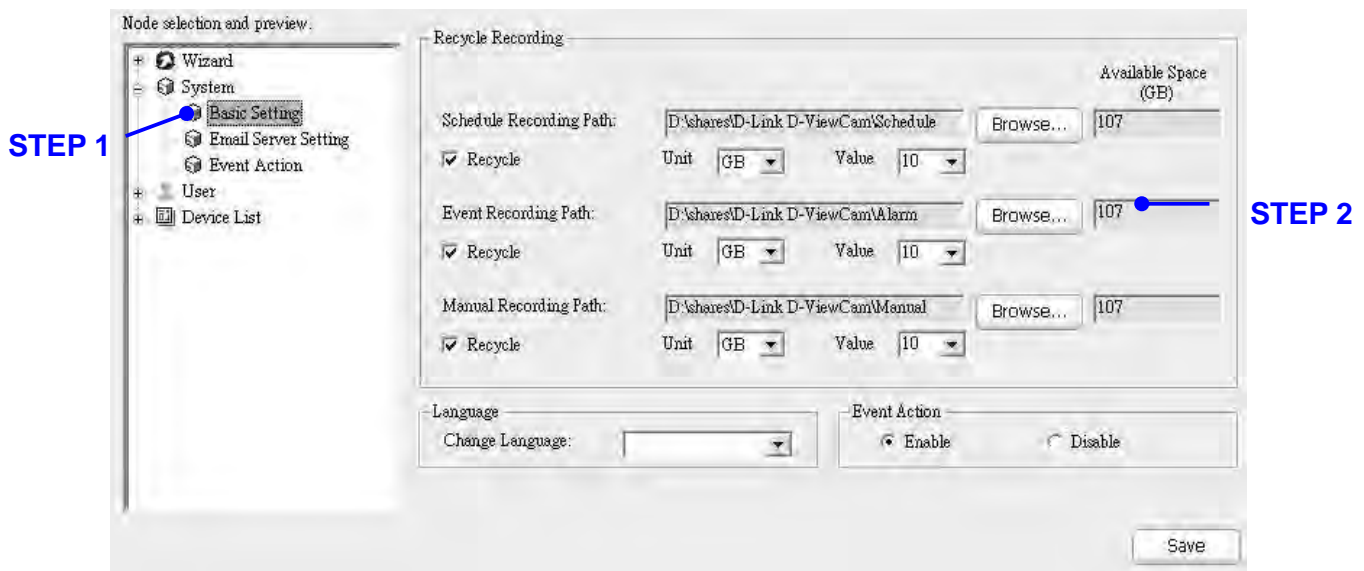 Node selection and preview.
Wizard
System
Basic Setting
Email Server Setting
Event Action
User
Device List
STEP 1
Recycle Recording
Available Space
(GB)
Schedule Recording Path: D:\shares\D-Link D-ViewCam\Schedule Browse... 107
Recycle Unit GB Value 10
Event Recording Path: D:\shares\D-Link D-ViewCam\Alarm Browse... 107
STEP 2
Recycle Unit GB Value 10
Manual Recording Path: D:\shares\D-Link D-ViewCam\Manual Browse... 107
Recycle Unit GB Value 10
Language
Change Language:
Event Action
Enable Disable
Save